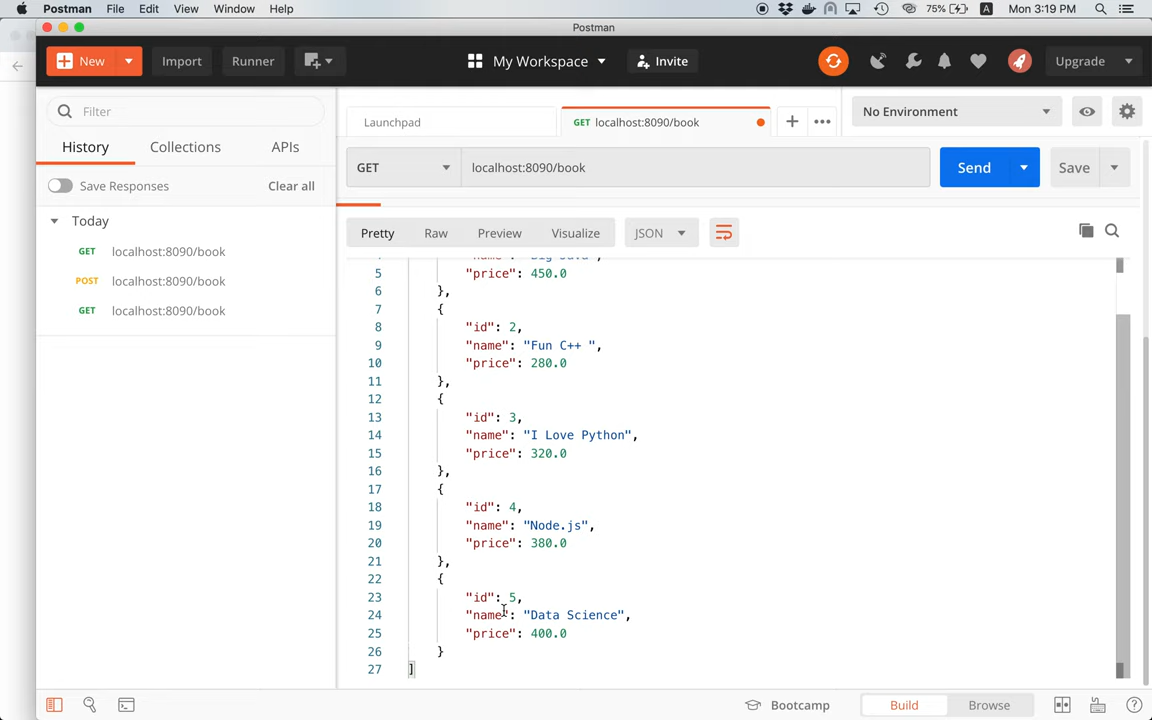 Postman File Edit View Window Help 75% A Mon 3:19 PM
Postman
New Import Runner My Workspace Invite Upgrade
Filter
Launchpad GET localhost:8090/book No Environment
History Collections APIs
GET localhost:8090/book Send Save
Save Responses Clear all
Today
Pretty Raw Preview Visualize JSON
GET localhost:8090/book
POST localhost:8090/book
GET localhost:8090/book
5 "price": 450.0
6 },
7 {
8 "id": 2,
9 "name": "Fun C++ ",
10 "price": 280.0
11 },
12 {
13 "id": 3,
14 "name": "I Love Python",
15 "price": 320.0
16 },
17 {
18 "id": 4,
19 "name": "Node.js",
20 "price": 380.0
21 },
22 {
23 "id": 5,
24 "name": "Data Science",
25 "price": 400.0
26 }
27 ]
Bootcamp Build Browse